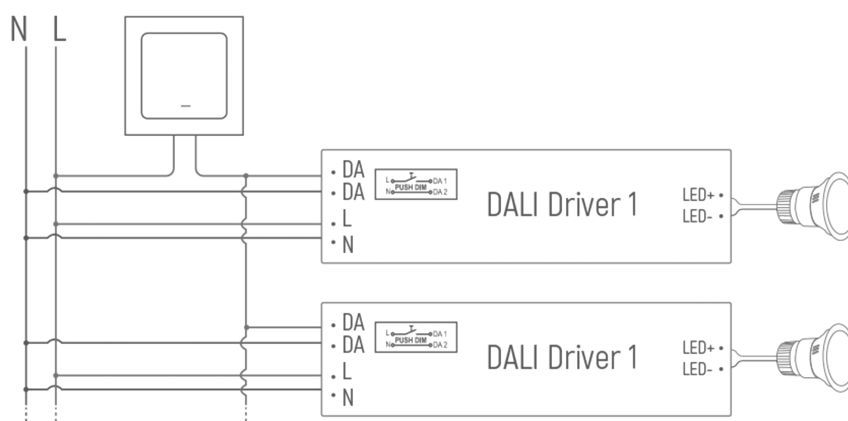 N L
DA
DA
L
N
L DA 1
PUSH DIM
N DA 2
DALI Driver 1
LED+
LED-
DA
DA
L
N
L DA 1
PUSH DIM
N DA 2
DALI Driver 1
LED+
LED-